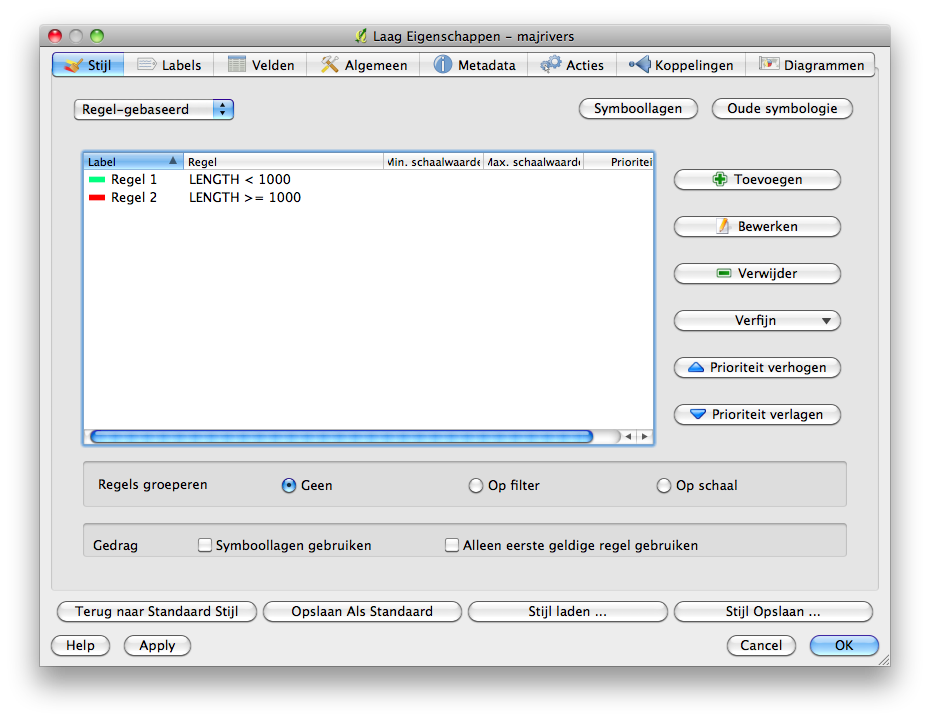 Laag Eigenschappen - majrivers
Stijl Labels Velden Algemeen Metadata Acties Koppelingen Diagrammen
Regel-gebaseerd Symboollagen Oude symbologie
Label Regel Min. schaalwaarde Max. schaalwaarde Prioritei
Regel 1 LENGTH < 1000
Regel 2 LENGTH >= 1000
Toevoegen
Bewerken
Verwijder
Verfijn
Prioriteit verhogen
Prioriteit verlagen
Regels groeperen Geen Op filter Op schaal
Gedrag Symboollagen gebruiken Alleen eerste geldige regel gebruiken
Terug naar Standaard Stijl Opslaan Als Standaard Stijl laden ... Stijl Opslaan ...
Help Apply Cancel OK